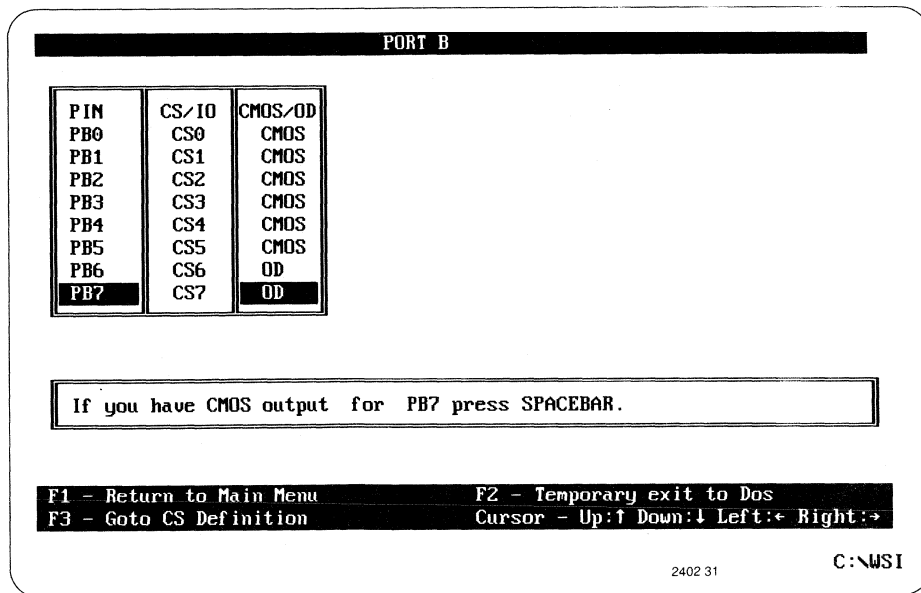 PORT B
PIN CS/IO CMOS/OD
PB0 CS0 CMOS
PB1 CS1 CMOS
PB2 CS2 CMOS
PB3 CS3 CMOS
PB4 CS4 CMOS
PB5 CS5 CMOS
PB6 CS6 OD
PB7 CS7 OD
If you have CMOS output for PB7 press SPACEBAR.
F1 - Return to Main Menu F2 - Temporary exit to Dos
F3 - Goto CS Definition Cursor - Up:↑ Down:↓ Left:← Right:→
C:\WSI
2402 31